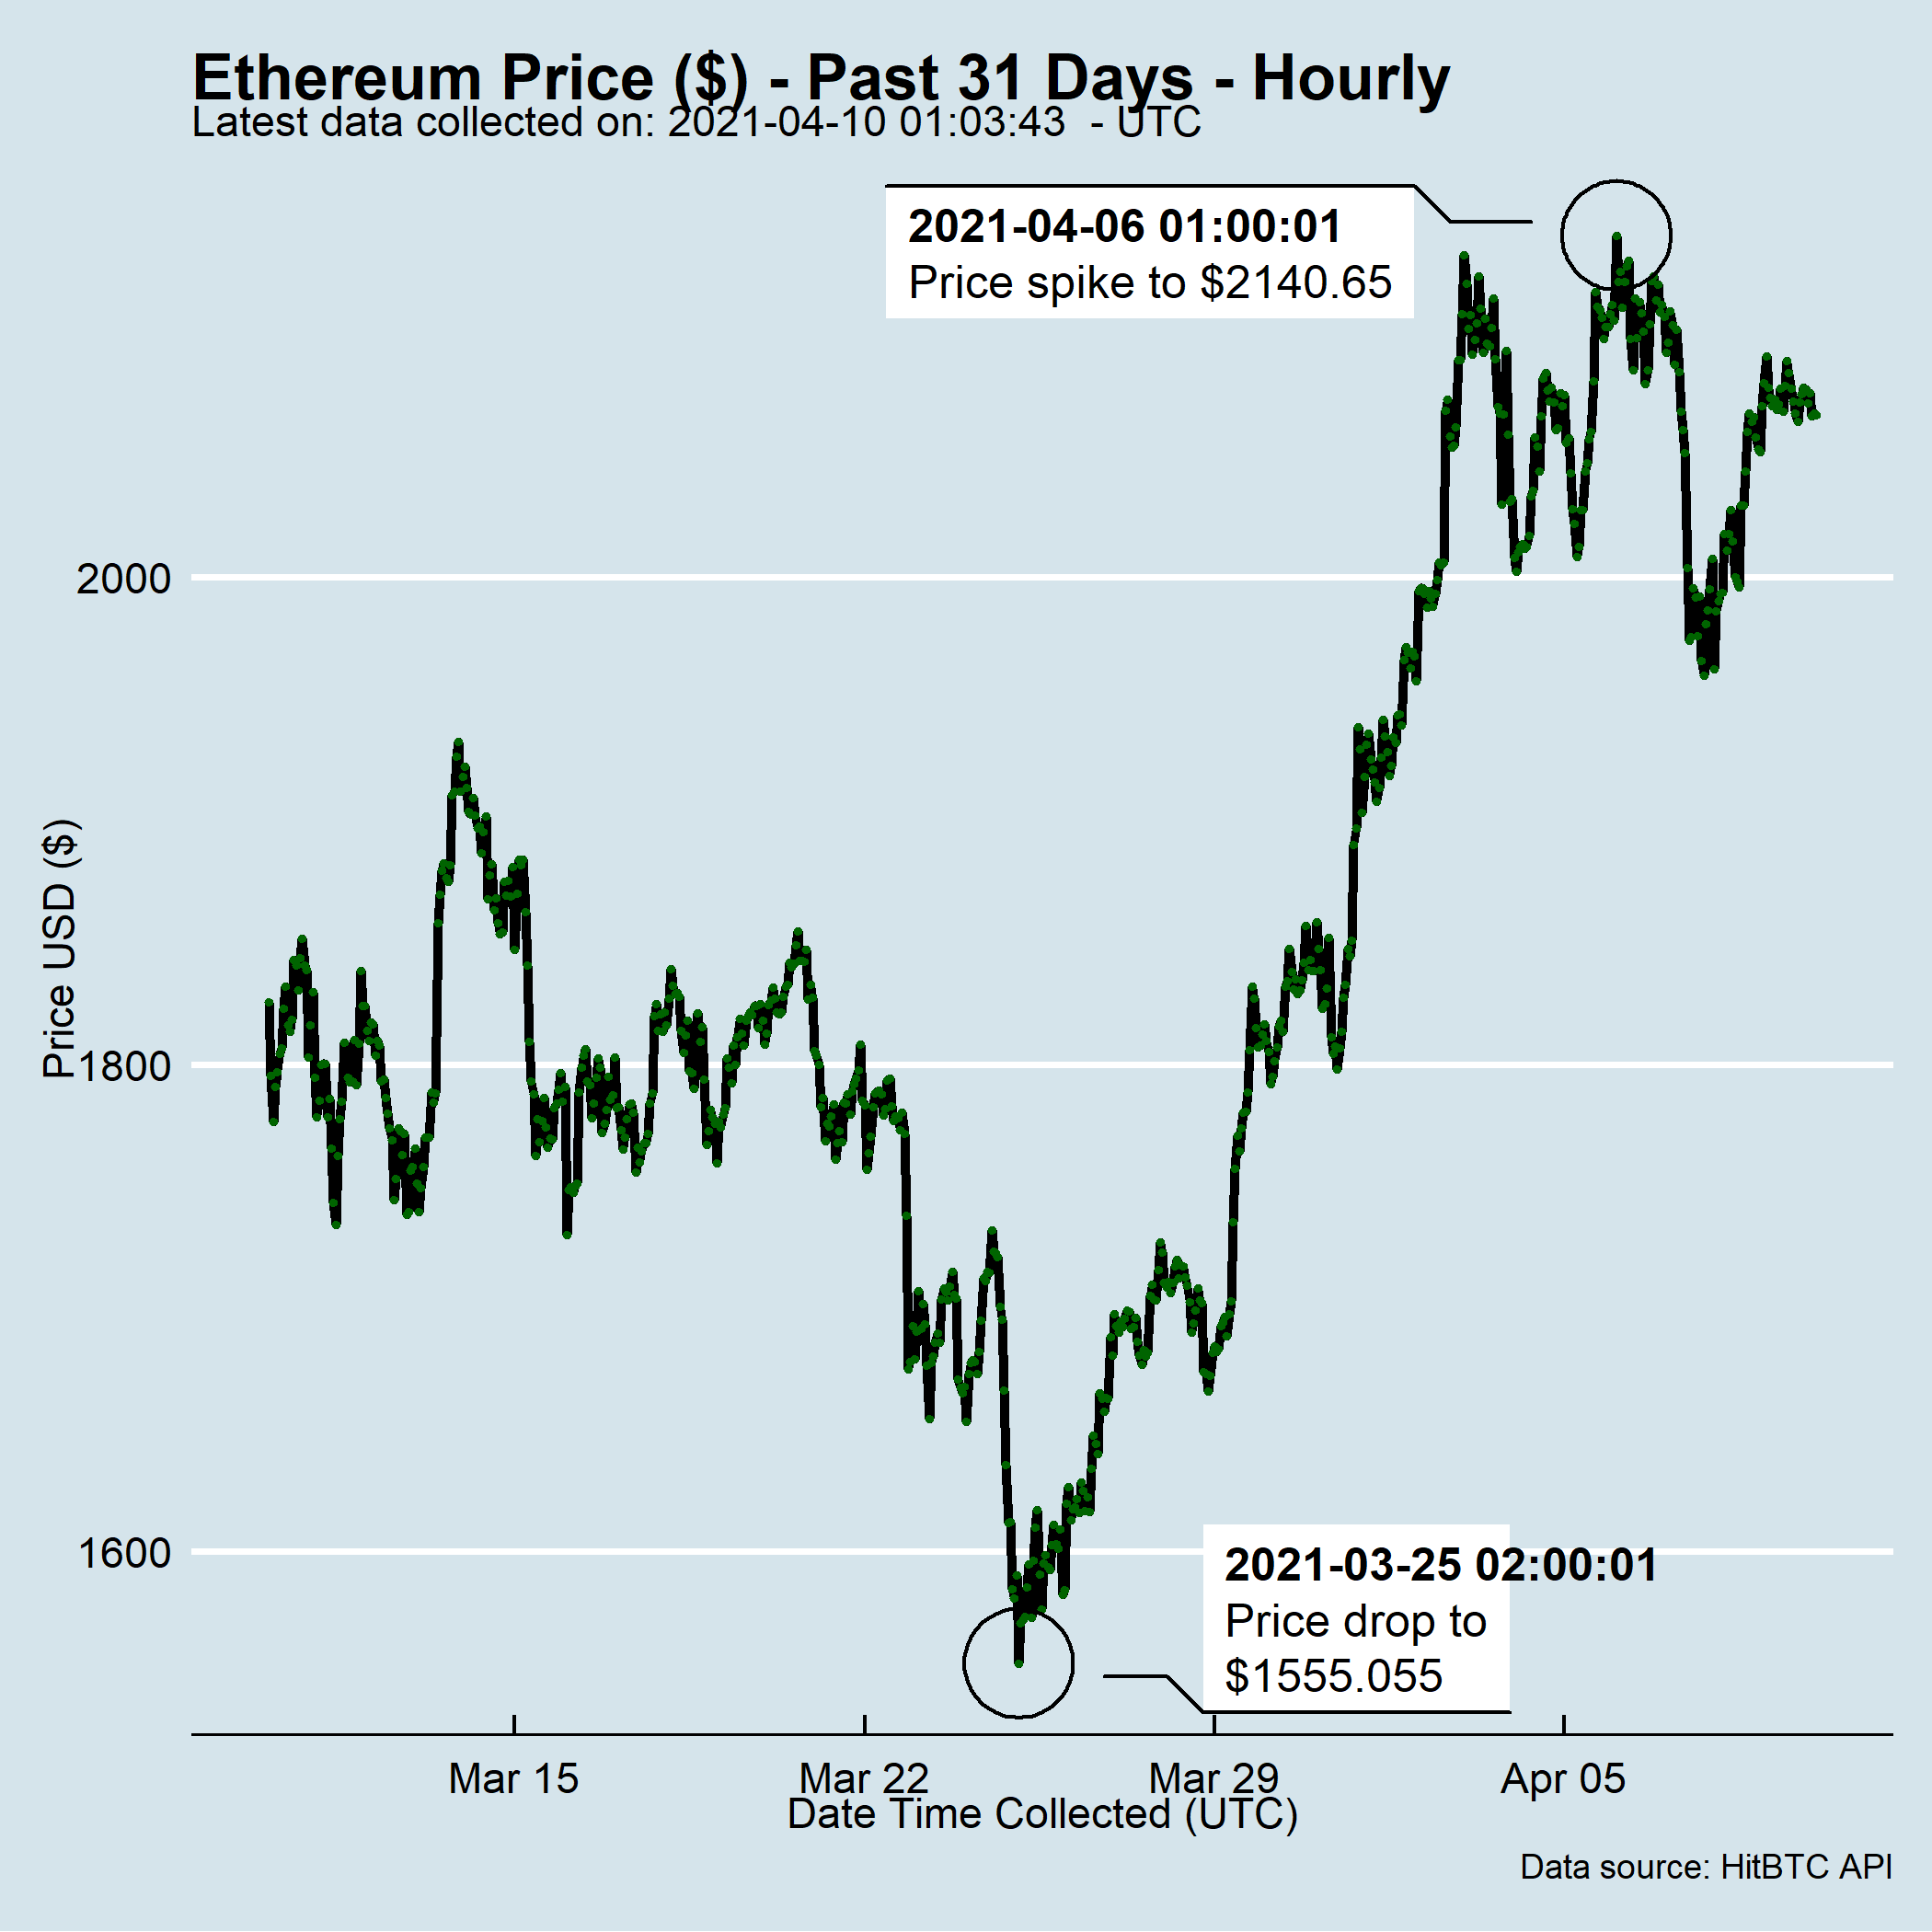 Ethereum Price ($) - Past 31 Days - Hourly
Latest data collected on: 2021-04-10 01:03:43  - UTC
2021-04-06 01:00:01
Price spike to $2140.65
2000
1800
1600
Price USD ($)
2021-03-25 02:00:01
Price drop to
$1555.055
Mar 15
Mar 22
Mar 29
Apr 05
Date Time Collected (UTC)
Data source: HitBTC API